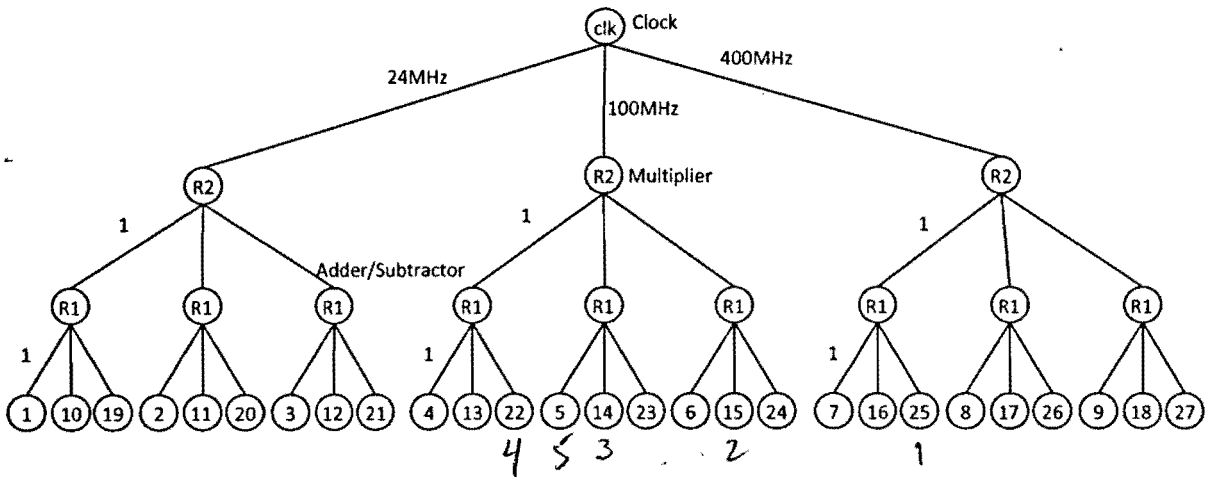 clk Clock
24MHz 100MHz 400MHz
R2 R2 Multiplier R2
1 1 1
Adder/Subtractor
R1 R1 R1 R1 R1 R1 R1 R1 R1
1 1 1
1 10 19 2 11 20 3 12 21 4 13 22 5 14 23 6 15 24 7 16 25 8 17 26 9 18 27
4 5 3 2 1